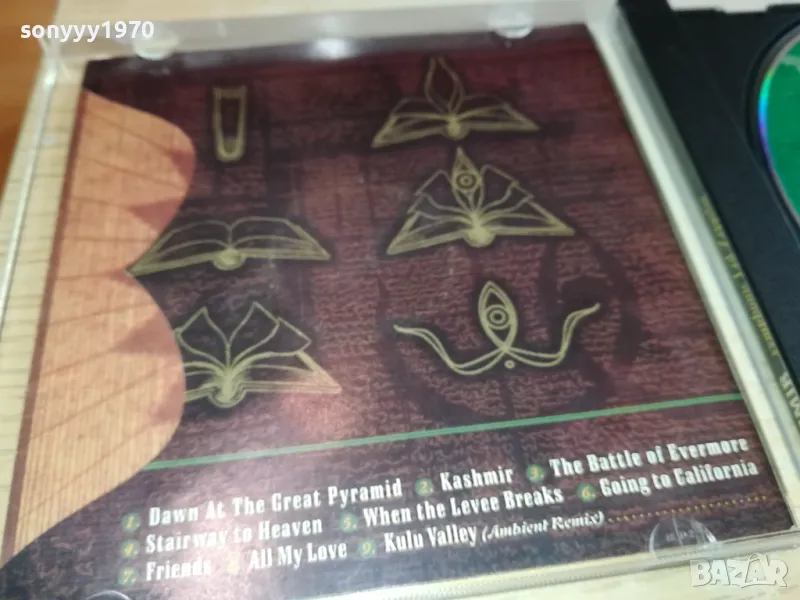 sonyyy1970
1. Dawn At The Great Pyramid 2. Kashmir 3. The Battle of Evermore
4. Stairway to Heaven 5. When the Levee Breaks 6. Going to California
7. Friends 8 All My Love 9. Kulu Valley (Ambient Remix)
BAZAR